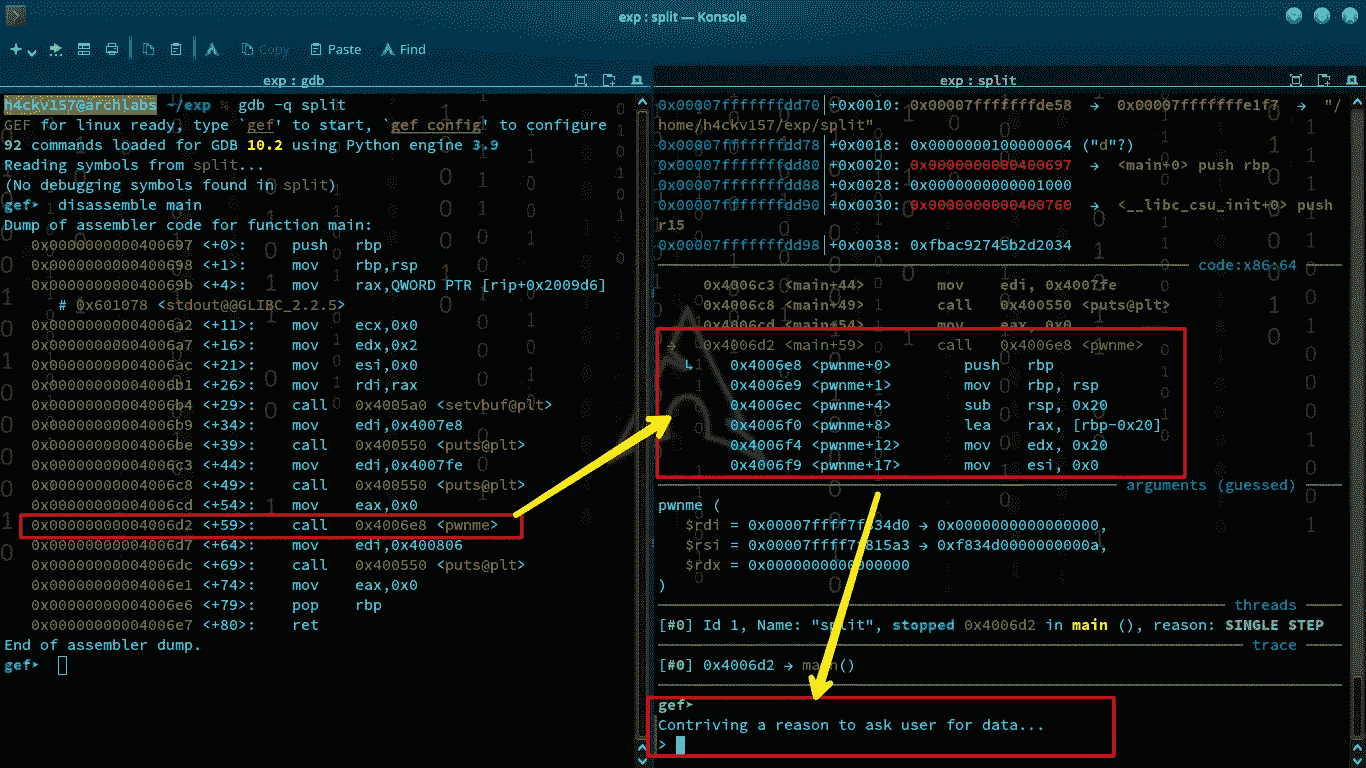 exp : split — Konsole
Copy Paste Find
exp : gdb
h4ckv157@archlabs ~/exp % gdb -q split
GEF for linux ready, type `gef' to start, `gef config' to configure
92 commands loaded for GDB 10.2 using Python engine 3.9
Reading symbols from split...
(No debugging symbols found in split)
gef➤ disassemble main
Dump of assembler code for function main:
0x0000000000400697 <+0>: push rbp
0x0000000000400698 <+1>: mov rbp,rsp
0x000000000040069b <+4>: mov rax,QWORD PTR [rip+0x2009d6]
# 0x601078 <stdout@@GLIBC_2.2.5>
0x00000000004006a2 <+11>: mov ecx,0x0
0x00000000004006a7 <+16>: mov edx,0x2
0x00000000004006ac <+21>: mov esi,0x0
0x00000000004006b1 <+26>: mov rdi,rax
0x00000000004006b4 <+29>: call 0x4005a0 <setvbuf@plt>
0x00000000004006b9 <+34>: mov edi,0x4007e8
0x00000000004006be <+39>: call 0x400550 <puts@plt>
0x00000000004006c3 <+44>: mov edi,0x4007fe
0x00000000004006c8 <+49>: call 0x400550 <puts@plt>
0x00000000004006cd <+54>: mov eax,0x0
0x00000000004006d2 <+59>: call 0x4006e8 <pwnme>
0x00000000004006d7 <+64>: mov edi,0x400806
0x00000000004006dc <+69>: call 0x400550 <puts@plt>
0x00000000004006e1 <+74>: mov eax,0x0
0x00000000004006e6 <+79>: pop rbp
0x00000000004006e7 <+80>: ret
End of assembler dump.
gef➤
exp : split
0x00007fffffffdd70│+0x0010: 0x00007fffffffde58 → 0x00007fffffffe1f7 → "/
home/h4ckv157/exp/split"
0x00007fffffffdd78│+0x0018: 0x0000000100000064 ("d"?)
0x00007fffffffdd80│+0x0020: 0x0000000000400697 → <main+0> push rbp
0x00007fffffffdd88│+0x0028: 0x0000000000001000
0x00007fffffffdd90│+0x0030: 0x0000000000400760 → <__libc_csu_init+0> push
r15
0x00007fffffffdd98│+0x0038: 0xfbac92745b2d2034
code:x86:64
0x4006c3 <main+44> mov edi, 0x4007fe
0x4006c8 <main+49> call 0x400550 <puts@plt>
0x4006cd <main+54> mov eax, 0x0
→ 0x4006d2 <main+59> call 0x4006e8 <pwnme>
↳ 0x4006e8 <pwnme+0> push rbp
0x4006e9 <pwnme+1> mov rbp, rsp
0x4006ec <pwnme+4> sub rsp, 0x20
0x4006f0 <pwnme+8> lea rax, [rbp-0x20]
0x4006f4 <pwnme+12> mov edx, 0x20
0x4006f9 <pwnme+17> mov esi, 0x0
arguments (guessed)
pwnme (
$rdi = → 0x0000000000000000,
$rsi = → 0xf834d0000000000a,
$rdx = 0x0000000000000000
)
threads
[#0] Id 1, Name: "split", stopped 0x4006d2 in main (), reason: SINGLE STEP
trace
[#0] 0x4006d2 → main()
gef➤
Contriving a reason to ask user for data...
>